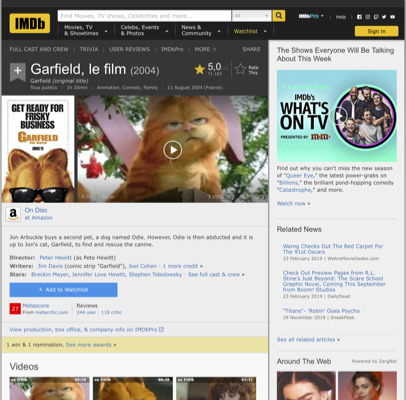 IMDb
Find Movies, TV shows, Celebrities and more...
All
IMDbPro
Help
Movies, TV
& Showtimes
Celebs, Events
& Photos
News &
Community
Watchlist
Sign in
FULL CAST AND CREW | TRIVIA | USER REVIEWS | IMDbPro | MORE
SHARE
Garfield, le film (2004)
Garfield (original title)
Tous publics | 1h 20min | Animation, Comedy, Family | 11 August 2004 (France)
5,0
Rate
This
GET READY FOR
FRISKY
BUSINESS
GARFIELD
JUNE 11
On Disc
at Amazon
Jon Arbuckle buys a second pet, a dog named Odie. However, Odie is then abducted and it is
up to Jon's cat, Garfield, to find and rescue the canine.
Director: Peter Hewitt (as Pete Hewitt)
Writers: Jim Davis (comic strip "Garfield"), Joel Cohen | 1 more credit »
Stars: Breckin Meyer, Jennifer Love Hewitt, Stephen Tobolowsky | See full cast & crew »
+ Add to Watchlist
27
Metascore
From metacritic.com
Reviews
244 user | 118 critic
View production, box office, & company info on IMDbPro
1 win & 1 nomination. See more awards »
Videos
The Shows Everyone Will Be Talking
About This Week
IMDb's
WHAT'S
ON TV
PRESENTED BY m&m's
Find out why you can't miss the new season
of "Queer Eye," the latest power-grabs on
"Billions," the brilliant pond-hopping comedy
"Catastrophe," and more.
Watch now »
Related News
Wamg Checks Out The Red Carpet For
The 91st Oscars
23 February 2019 | WeAreMovieGeeks.com
Check Out Preview Pages from R.L.
Stine's Just Beyond: The Scare School
Graphic Novel, Coming This September
from Boom! Studios
23 February 2019 | DailyDead
"Titans"- 'Robin' Goes Psycho
29 November 2018 | SneakPeek
See all related articles »
Around The Web
Powered by ZergNet